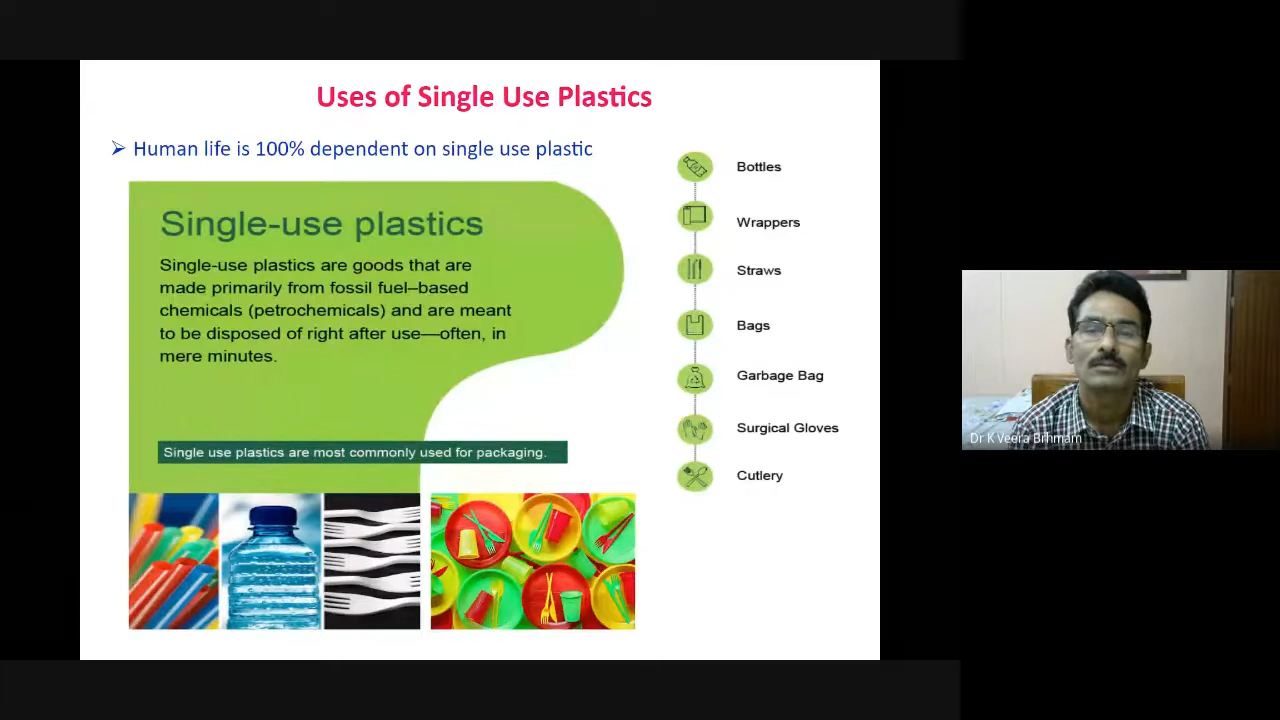 Uses of Single Use Plastics
➢ Human life is 100% dependent on single use plastic
Single-use plastics
Single-use plastics are goods that are
made primarily from fossil fuel–based
chemicals (petrochemicals) and are meant
to be disposed of right after use—often, in
mere minutes.
Single use plastics are most commonly used for packaging.
Bottles
Wrappers
Straws
Bags
Garbage Bag
Surgical Gloves
Cutlery
Dr K Veera Brihmam